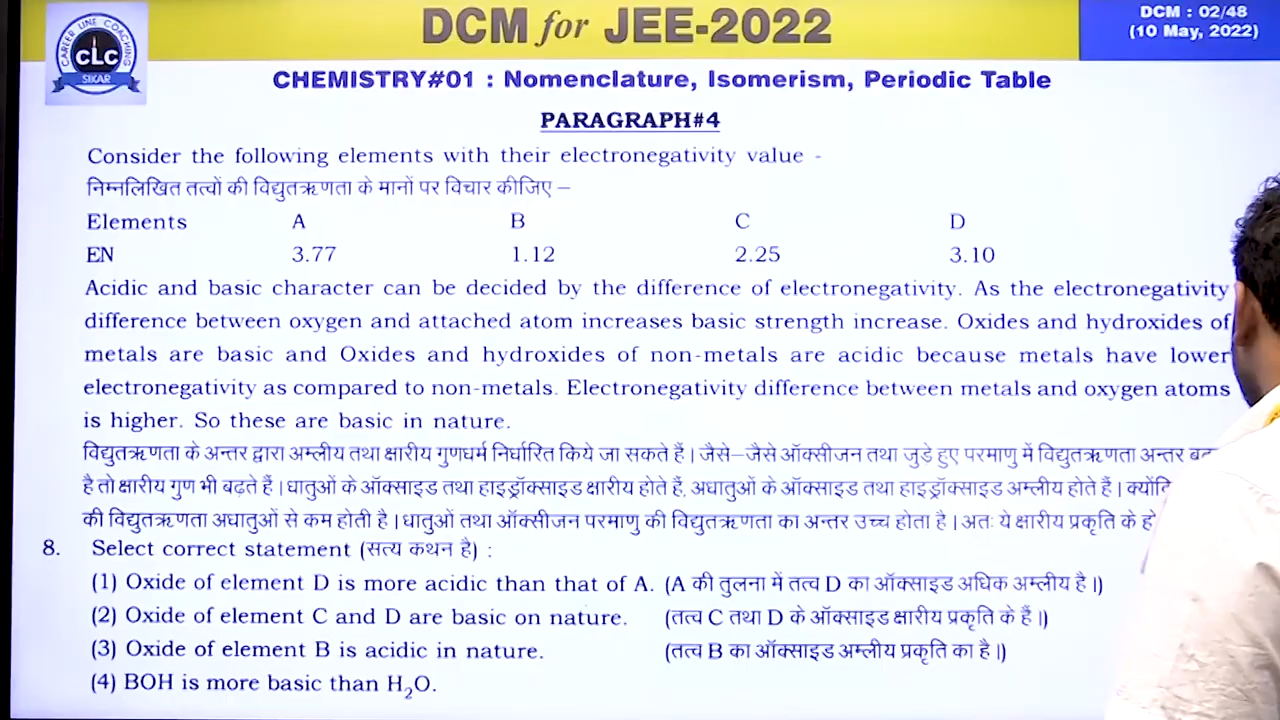 CAREER LINE COACHING
CLC
SIKAR
DCM for JEE-2022
DCM : 02/48
(10 May, 2022)
CHEMISTRY#01 : Nomenclature, Isomerism, Periodic Table
PARAGRAPH#4
Consider the following elements with their electronegativity value -
निम्नलिखित तत्वों की विद्युतऋणता के मानों पर विचार कीजिए –
Elements A B C D
EN 3.77 1.12 2.25 3.10
Acidic and basic character can be decided by the difference of electronegativity. As the electronegativity
difference between oxygen and attached atom increases basic strength increase. Oxides and hydroxides of
metals are basic and Oxides and hydroxides of non-metals are acidic because metals have lower
electronegativity as compared to non-metals. Electronegativity difference between metals and oxygen atoms
is higher. So these are basic in nature.
विद्युतऋणता के अन्तर द्वारा अम्लीय तथा क्षारीय गुणधर्म निर्धारित किये जा सकते हैं। जैसे–जैसे ऑक्सीजन तथा जुडे हुए परमाणु में विद्युतऋणता अन्तर
है तो क्षारीय गुण भी बढ़ते हैं। धातुओं के ऑक्साइड तथा हाइड्रॉक्साइड क्षारीय होते हैं, अधातुओं के ऑक्साइड तथा हाइड्रॉक्साइड अम्लीय होते हैं।
की विद्युतऋणता अधातुओं से कम होती है। धातुओं तथा ऑक्सीजन परमाणु की विद्युतऋणता का अन्तर उच्च होता है। अतः ये क्षारीय प्रकृति के
8. Select correct statement (सत्य कथन है) :
(1) Oxide of element D is more acidic than that of A. (A की तुलना में तत्व D का ऑक्साइड अधिक अम्लीय है।)
(2) Oxide of element C and D are basic on nature. (तत्व C तथा D के ऑक्साइड क्षारीय प्रकृति के हैं।)
(3) Oxide of element B is acidic in nature. (तत्व B का ऑक्साइड अम्लीय प्रकृति का है।)
(4) BOH is more basic than H₂O.